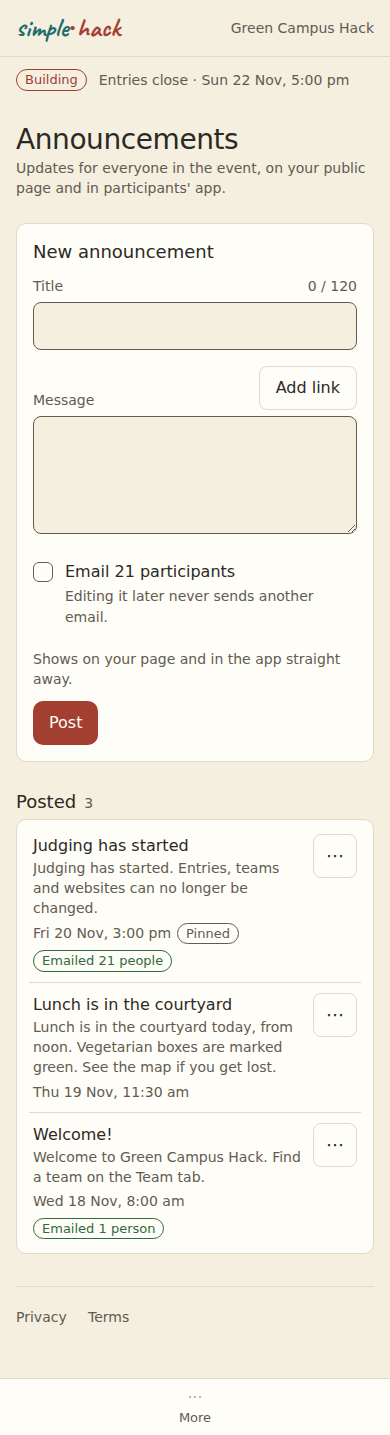 simple·hack
Green Campus Hack
Building
Entries close · Sun 22 Nov, 5:00 pm
Announcements
Updates for everyone in the event, on your public
page and in participants' app.
New announcement
Title
0 / 120
Add link
Message
Email 21 participants
Editing it later never sends another
email.
Shows on your page and in the app straight
away.
Post
Posted 3
Judging has started
...
Judging has started. Entries, teams
and websites can no longer be
changed.
Fri 20 Nov, 3:00 pm Pinned
Emailed 21 people
Lunch is in the courtyard
...
Lunch is in the courtyard today, from
noon. Vegetarian boxes are marked
green. See the map if you get lost.
Thu 19 Nov, 11:30 am
Welcome!
...
Welcome to Green Campus Hack. Find
a team on the Team tab.
Wed 18 Nov, 8:00 am
Emailed 1 person
Privacy Terms
...
More